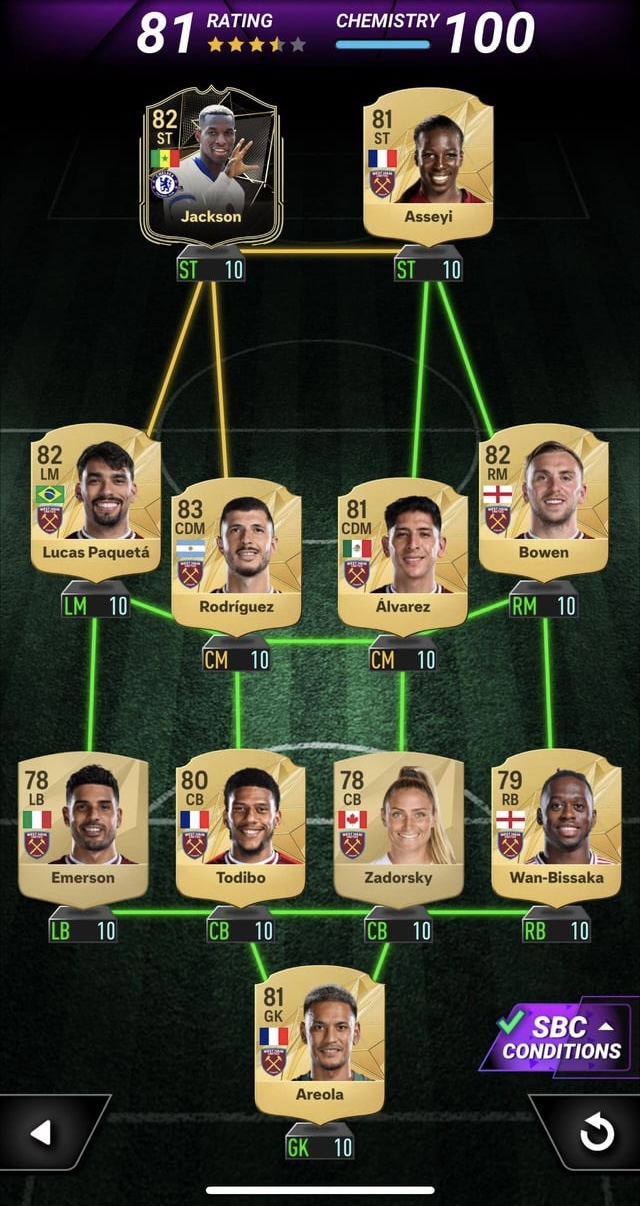 81 RATING CHEMISTRY 100
82
ST
Jackson
81
ST
Asseyi
ST 10
ST 10
82
LM
Lucas Paquetá
82
RM
Bowen
83
CDM
Rodríguez
81
CDM
Álvarez
LM 10
RM 10
CM 10
CM 10
78
LB
Emerson
80
CB
Todibo
78
CB
Zadorsky
79
RB
Wan-Bissaka
LB 10
CB 10
CB 10
RB 10
81
GK
Areola
SBC
CONDITIONS
GK 10